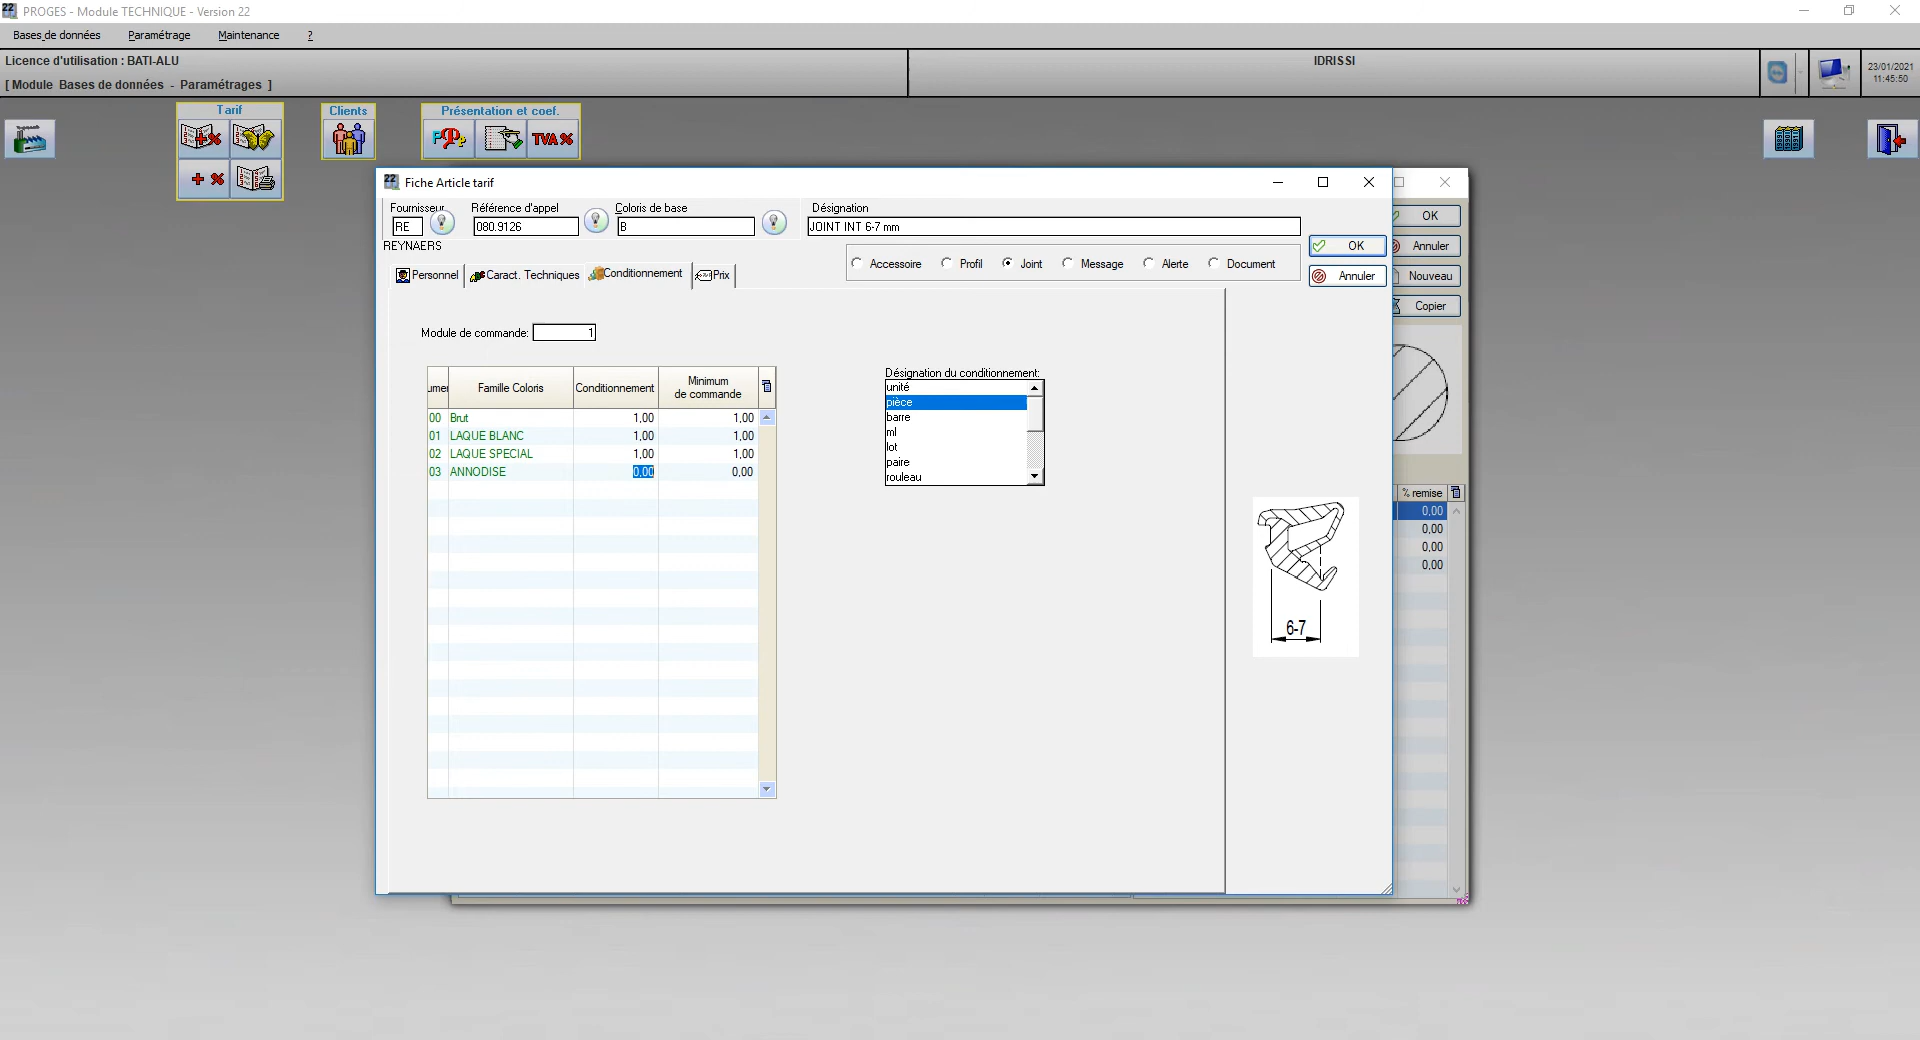 22 PROGES - Module TECHNIQUE - Version 22
Bases de données Paramétrage Maintenance ?
Licence d'utilisation : BATI-ALU
IDRISSI
[ Module Bases de données - Paramétrages ]
23/01/2021
11:45:50
Tarif
Clients
Présentation et coef.
TVA %
22 Fiche Article tarif
Fournisseur
Référence d'appel
Coloris de base
Désignation
RE
080.9126
B
JOINT INT 6-7 mm
REYNAERS
OK
Annuler
Accessoire
Profil
Joint
Message
Alerte
Document
Personnel
Caract. Techniques
Conditionnement
Prix
OK
Annuler
Nouveau
Copier
Module de commande: 1
umer
Famille Coloris
Conditionnement
Minimum
de commande
00 Brut 1,00 1,00
01 LAQUE BLANC 1,00 1,00
02 LAQUE SPECIAL 1,00 1,00
03 ANNODISE 0,00 0,00
Désignation du conditionnement:
unité
pièce
barre
ml
lot
paire
rouleau
% remise
0,00
0,00
0,00
0,00
6-7